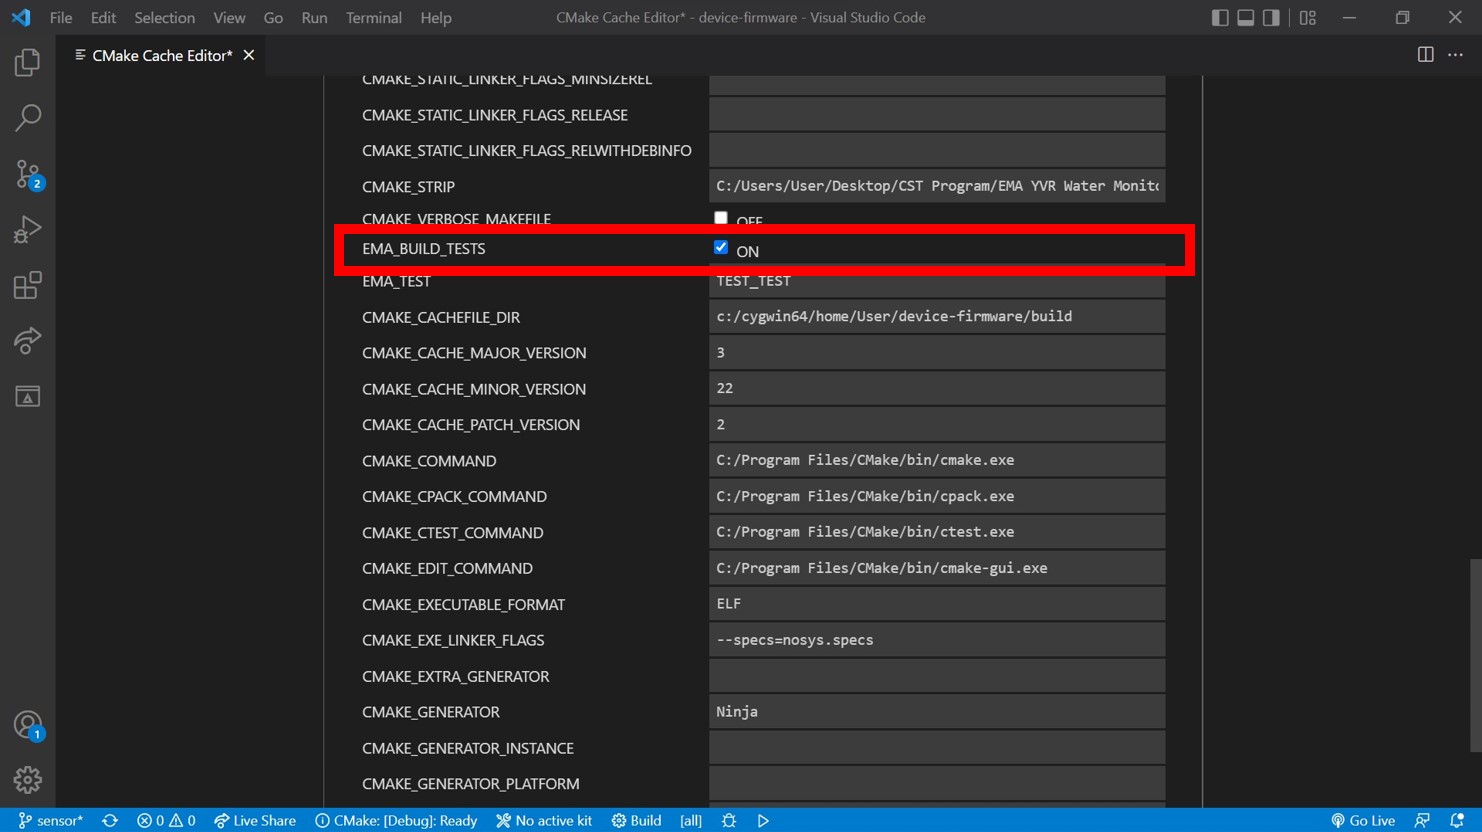 File Edit Selection View Go Run Terminal Help CMake Cache Editor* - device-firmware - Visual Studio Code
CMake Cache Editor*
CMAKE_STATIC_LINKER_FLAGS_MINSIZEREL
CMAKE_STATIC_LINKER_FLAGS_RELEASE
CMAKE_STATIC_LINKER_FLAGS_RELWITHDEBINFO
CMAKE_STRIP C:/Users/User/Desktop/CST Program/EMA YVR Water Monito
CMAKE_VERBOSE_MAKEFILE OFF
EMA_BUILD_TESTS ON
EMA_TEST TEST_TEST
CMAKE_CACHEFILE_DIR c:/cygwin64/home/User/device-firmware/build
CMAKE_CACHE_MAJOR_VERSION 3
CMAKE_CACHE_MINOR_VERSION 22
CMAKE_CACHE_PATCH_VERSION 2
CMAKE_COMMAND C:/Program Files/CMake/bin/cmake.exe
CMAKE_CPACK_COMMAND C:/Program Files/CMake/bin/cpack.exe
CMAKE_CTEST_COMMAND C:/Program Files/CMake/bin/ctest.exe
CMAKE_EDIT_COMMAND C:/Program Files/CMake/bin/cmake-gui.exe
CMAKE_EXECUTABLE_FORMAT ELF
CMAKE_EXE_LINKER_FLAGS --specs=nosys.specs
CMAKE_EXTRA_GENERATOR
CMAKE_GENERATOR Ninja
CMAKE_GENERATOR_INSTANCE
CMAKE_GENERATOR_PLATFORM
2
1
sensor* 0 0 Live Share CMake: [Debug]: Ready No active kit Build [all] Go Live